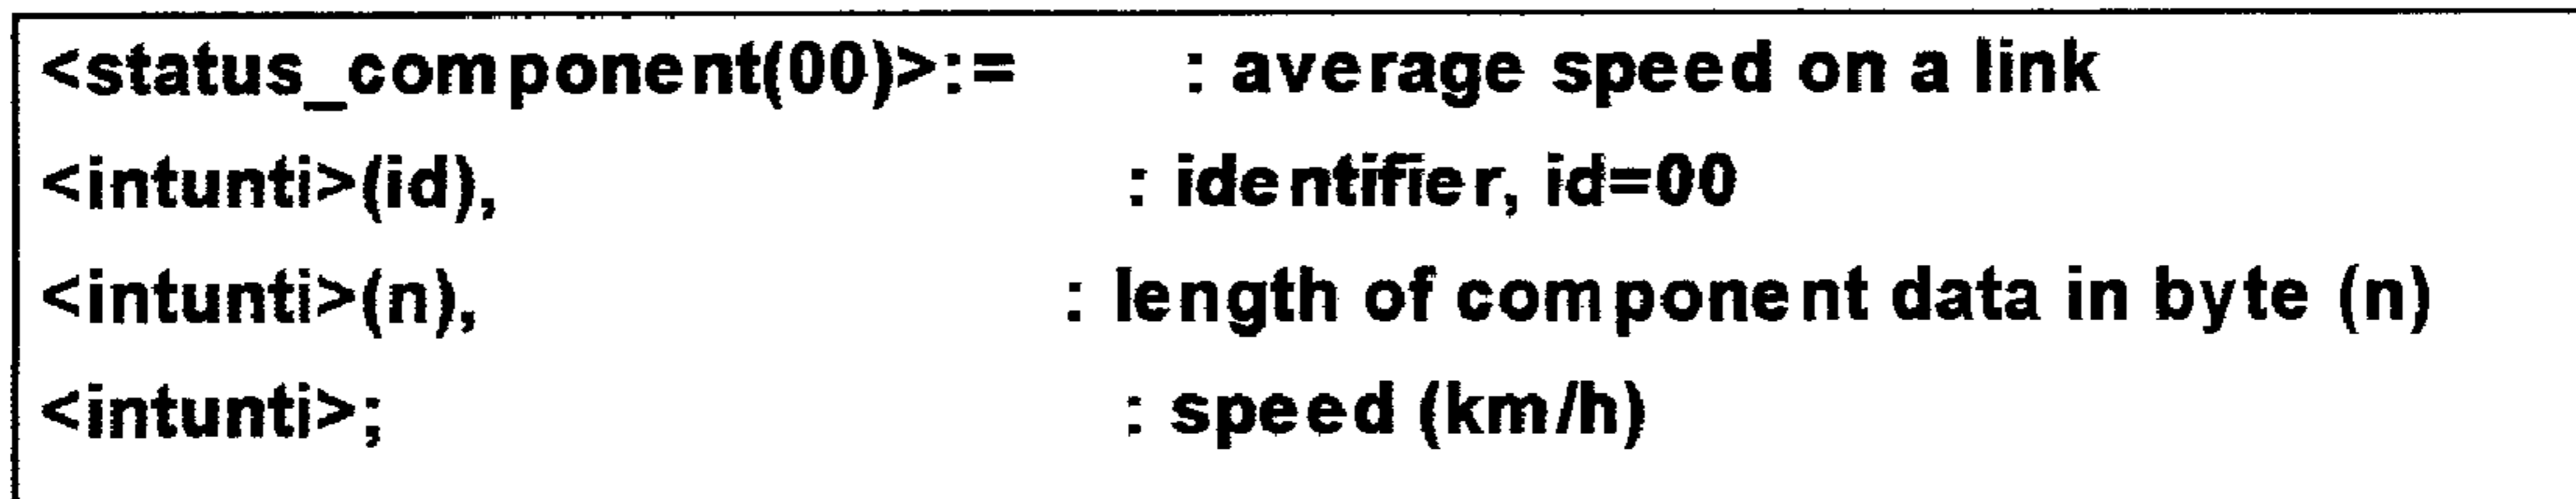 <status_component(00)>:= : average speed on a link
<intunti>(id), : identifier, id=00
<intunti>(n), : length of component data in byte (n)
<intunti>; : speed (km/h)